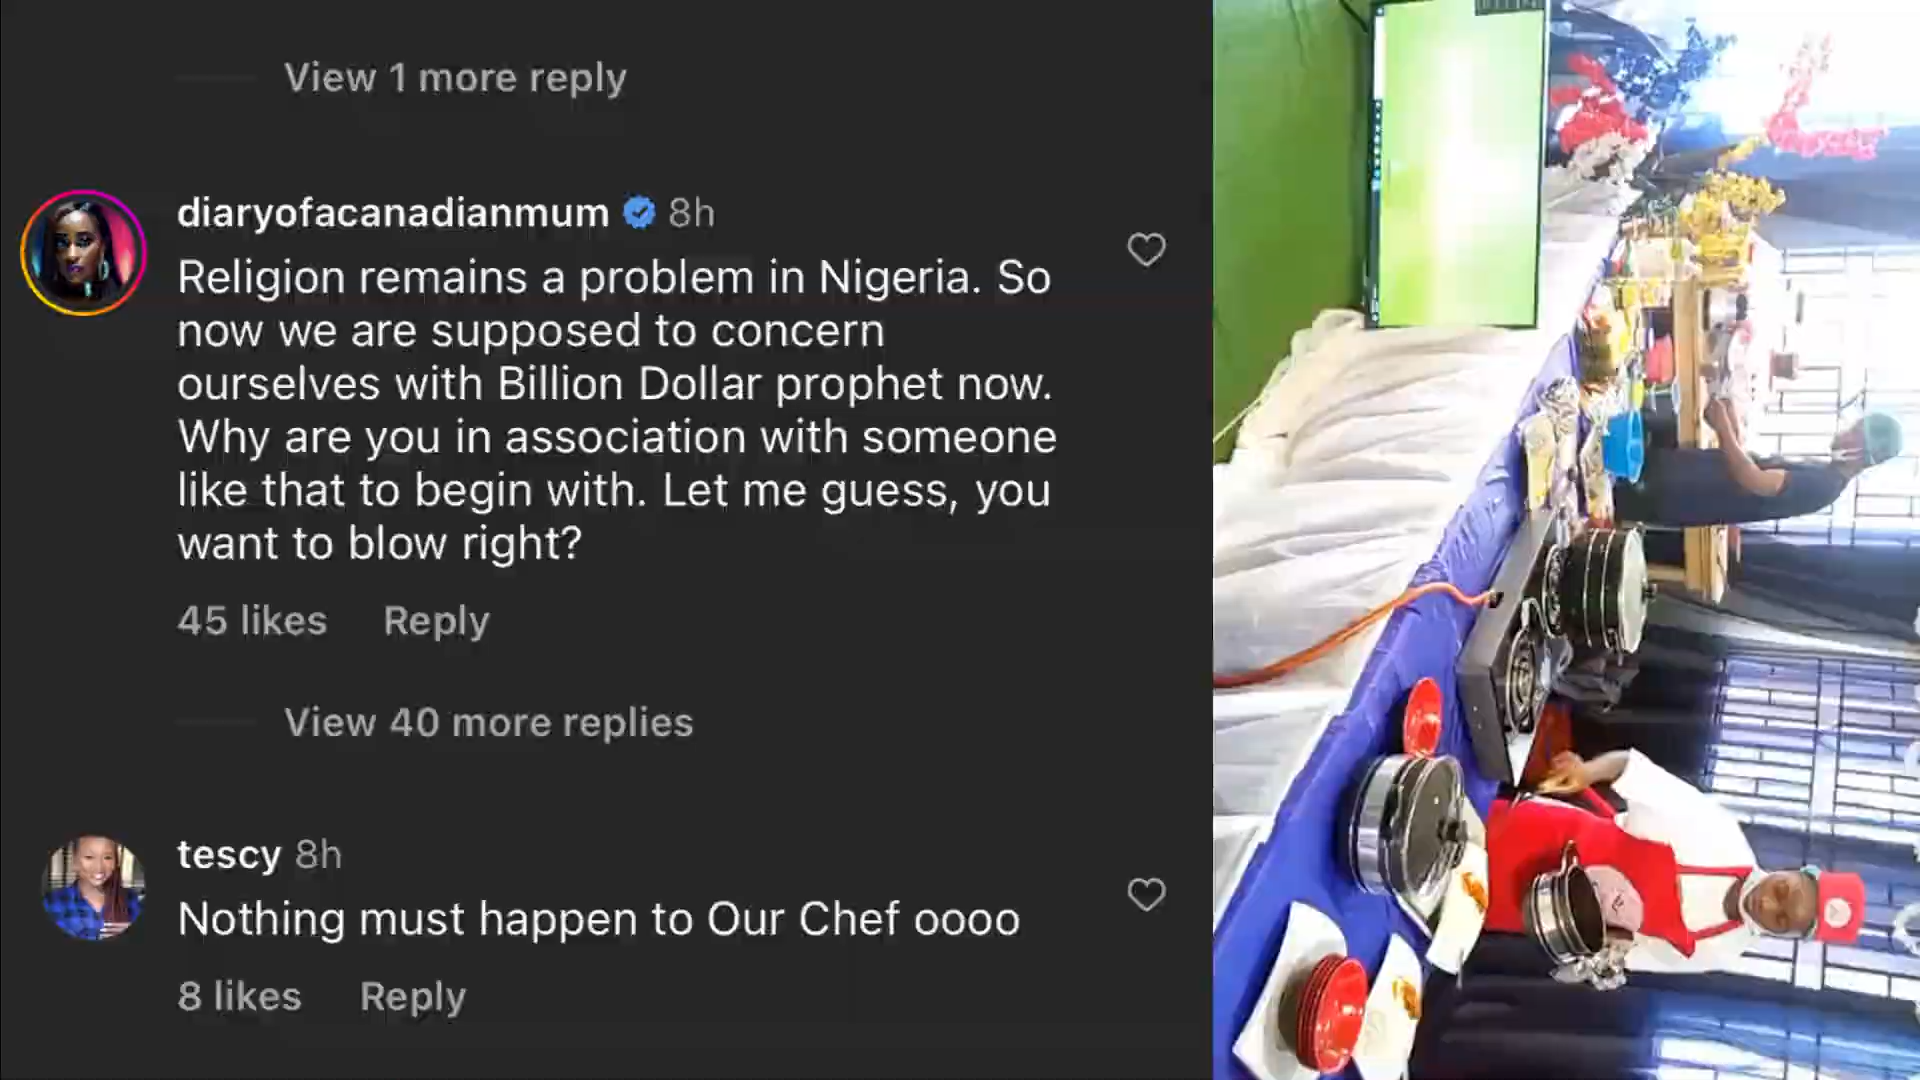 View 1 more reply
diaryofacanadianmum 8h
Religion remains a problem in Nigeria. So
now we are supposed to concern
ourselves with Billion Dollar prophet now.
Why are you in association with someone
like that to begin with. Let me guess, you
want to blow right?
45 likes Reply
View 40 more replies
tescy 8h
Nothing must happen to Our Chef oooo
8 likes Reply